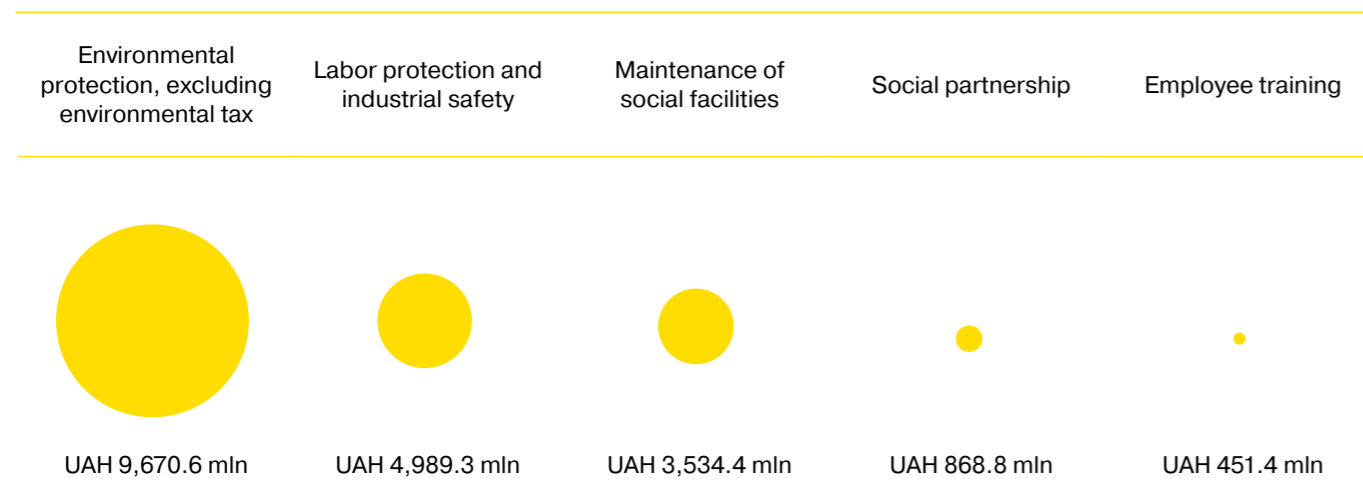 Environmental
protection, excluding
environmental tax
Labor protection and
industrial safety
Maintenance of
social facilities
Social partnership
Employee training
UAH 9,670.6 mln
UAH 4,989.3 mln
UAH 3,534.4 mln
UAH 868.8 mln
UAH 451.4 mln